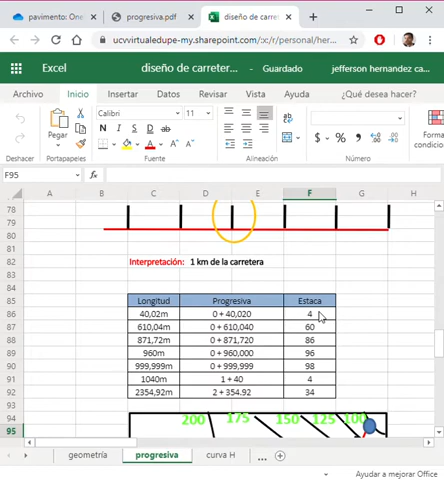 pavimento: One
progresiva.pdf
diseño de carre
ucvvirtualedupe-my.sharepoint.com/:x:/r/personal/her
Excel
diseño de carreter... - Guardado
jefferson hernandez ca...
Archivo Inicio Insertar Datos Revisar Vista Ayuda ¿Qué desea hacer?
Pegar
Calibri 11
N K S D ab
A A
ab
$ % ,00
Forma
condicion
Deshacer Portapapeles Fuente Alineación Número
F95 fx
A B C D E F G H
78
79
80
81
82 Interpretación: 1 km de la carretera
83
84
85 Longitud Progresiva Estaca
86 40,02m 0 + 40,020 4
87 610,04m 0 + 610,040 60
88 871,72m 0 + 871,720 86
89 960m 0 + 960,000 96
90 999,999m 0 + 999,999 98
91 1040m 1 + 40 4
92 2354,92m 2 + 354.92 34
93
94 200 175 150 125 100
95
geometría progresiva curva H ...
Ayudar a mejorar Office